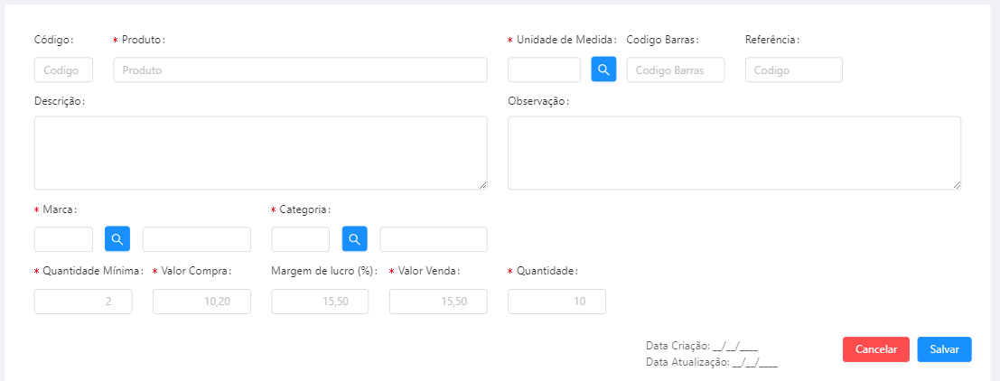 Código: * Produto: * Unidade de Medida: Codigo Barras: Referência:
Codigo Produto Codigo Barras Codigo
Descrição: Observação:
* Marca: * Categoria:
* Quantidade Mínima: * Valor Compra: Margem de lucro (%): * Valor Venda: * Quantidade:
2 10,20 15,50 15,50 10
Data Criação: __/__/____ Cancelar Salvar
Data Atualização: __/__/____